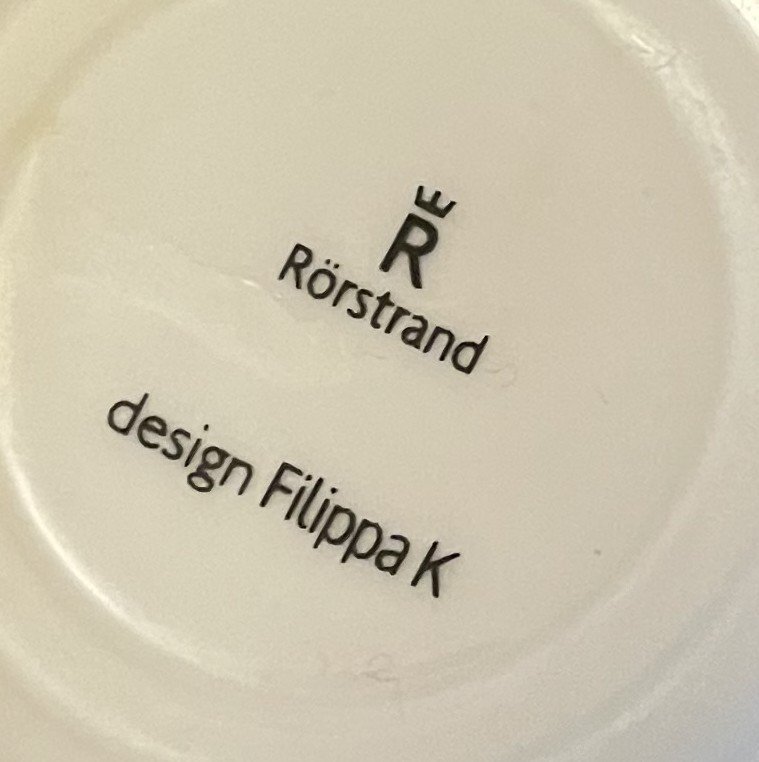 R
Rörstrand
design Filippa K